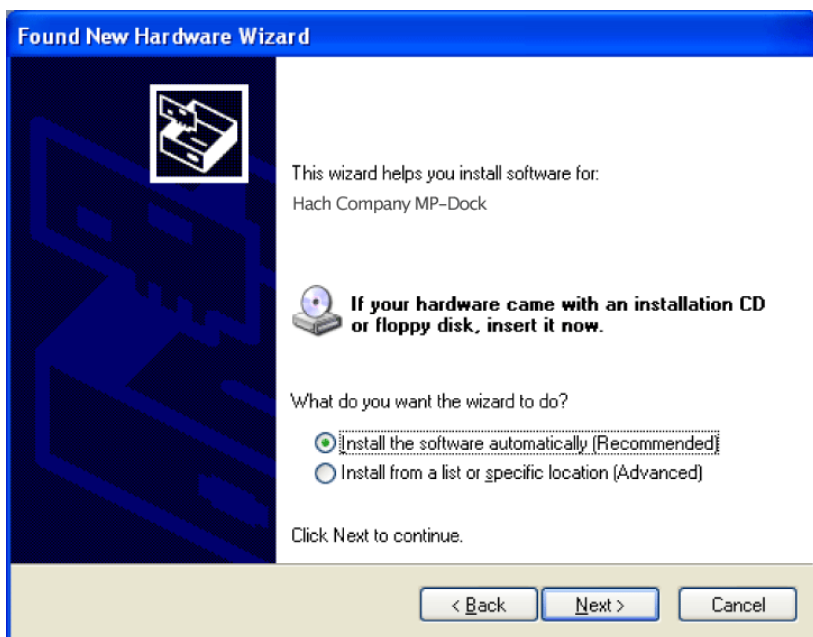 Found New Hardware Wizard
This wizard helps you install software for:
Hach Company MP-Dock
If your hardware came with an installation CD
or floppy disk, insert it now.
What do you want the wizard to do?
Install the software automatically (Recommended)
Install from a list or specific location (Advanced)
Click Next to continue.
< Back Next > Cancel